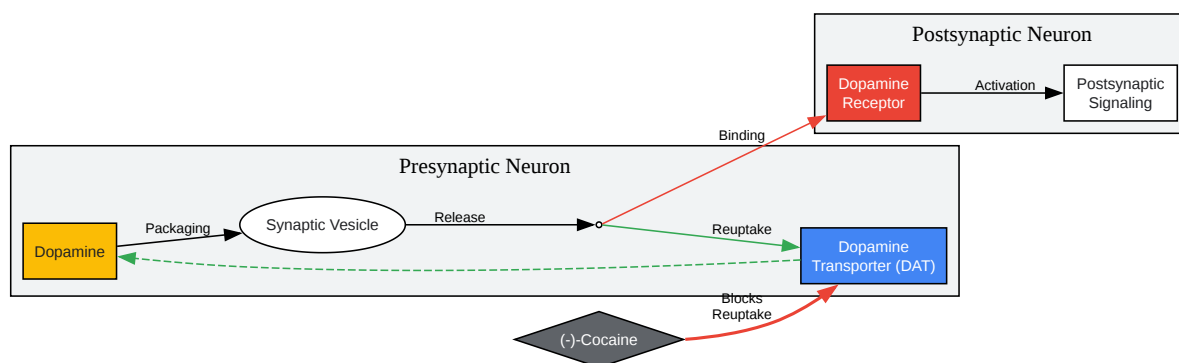 Postsynaptic Neuron
Dopamine
Receptor
Activation
Postsynaptic
Signaling
Binding
Presynaptic Neuron
Dopamine
Packaging
Synaptic Vesicle
Release
Reuptake
Dopamine
Transporter (DAT)
Blocks
Reuptake
(-)-Cocaine